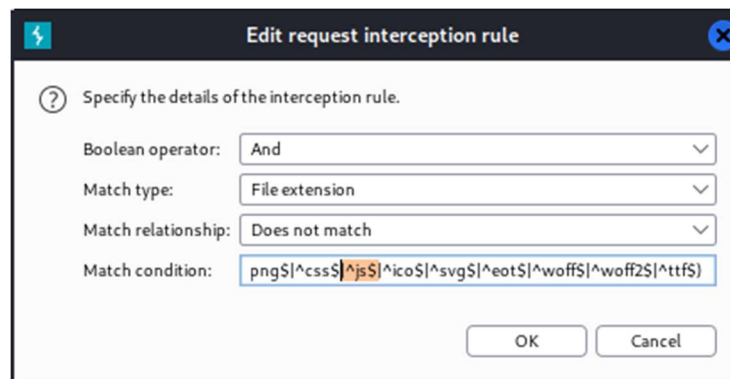 Edit request interception rule
Specify the details of the interception rule.
Boolean operator: And
Match type: File extension
Match relationship: Does not match
Match condition: png$|^css$|^js$|^ico$|^svg$|^eot$|^woff$|^woff2$|^ttf$)
OK Cancel